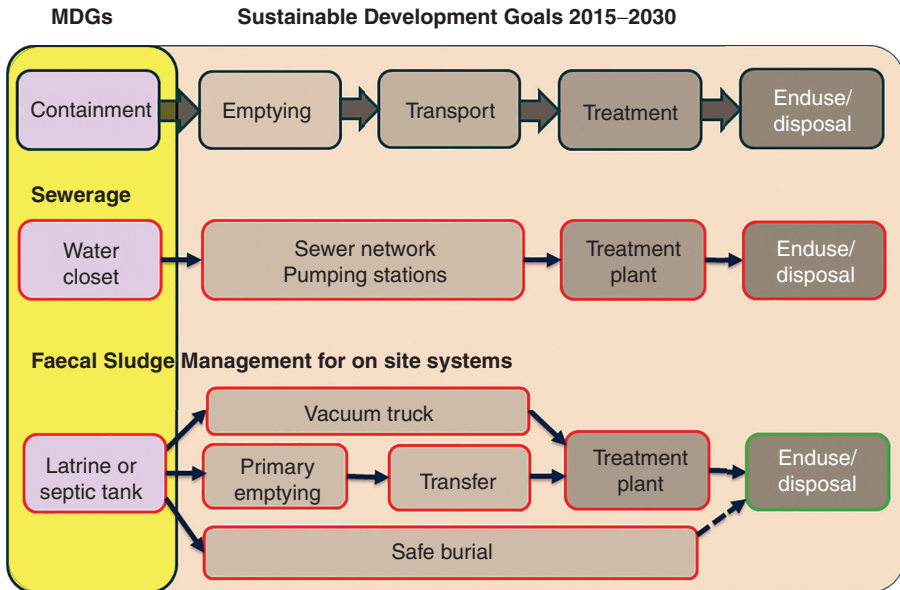 MDGs
Sustainable Development Goals 2015–2030
Containment
Emptying
Transport
Treatment
Enduse/
disposal
Sewerage
Water
closet
Sewer network
Pumping stations
Treatment
plant
Enduse/
disposal
Faecal Sludge Management for on site systems
Latrine or
septic tank
Vacuum truck
Primary
emptying
Transfer
Treatment
plant
Enduse/
disposal
Safe burial